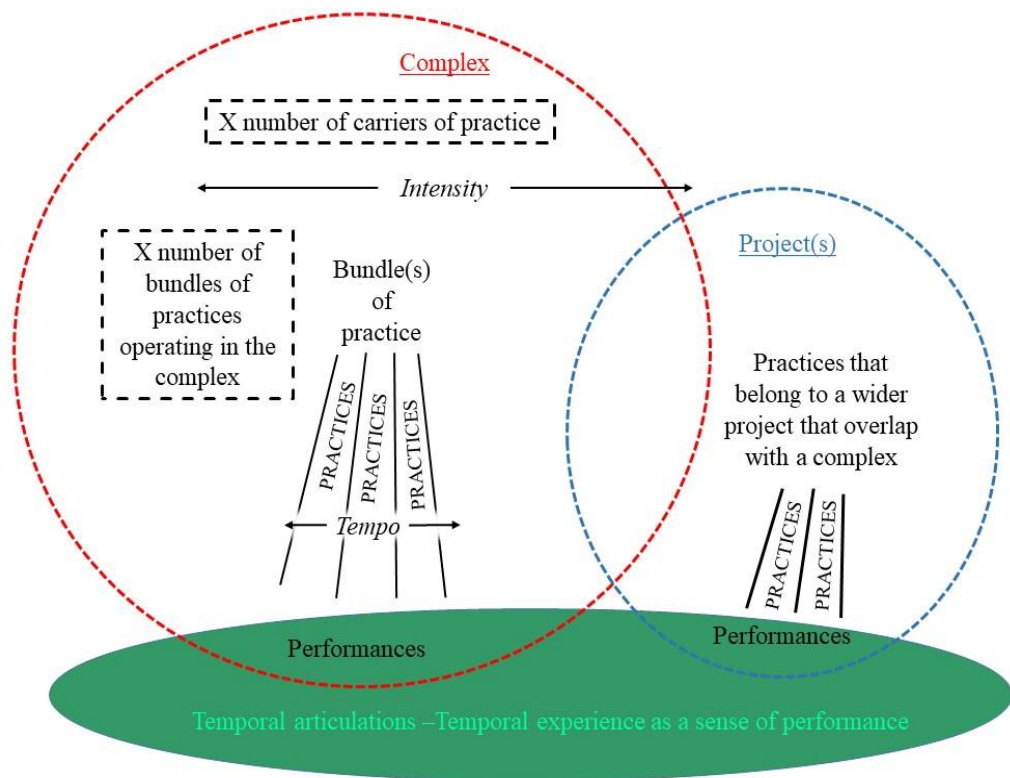 Complex
X number of carriers of practice
Intensity
Project(s)
X number of
bundles of
practices
operating in the
complex
Bundle(s)
of
practice
PRACTICES
PRACTICES
PRACTICES
Tempo
Practices that
belong to a wider
project that overlap
with a complex
PRACTICES
PRACTICES
Performances
Performances
Temporal articulations –Temporal experience as a sense of performance